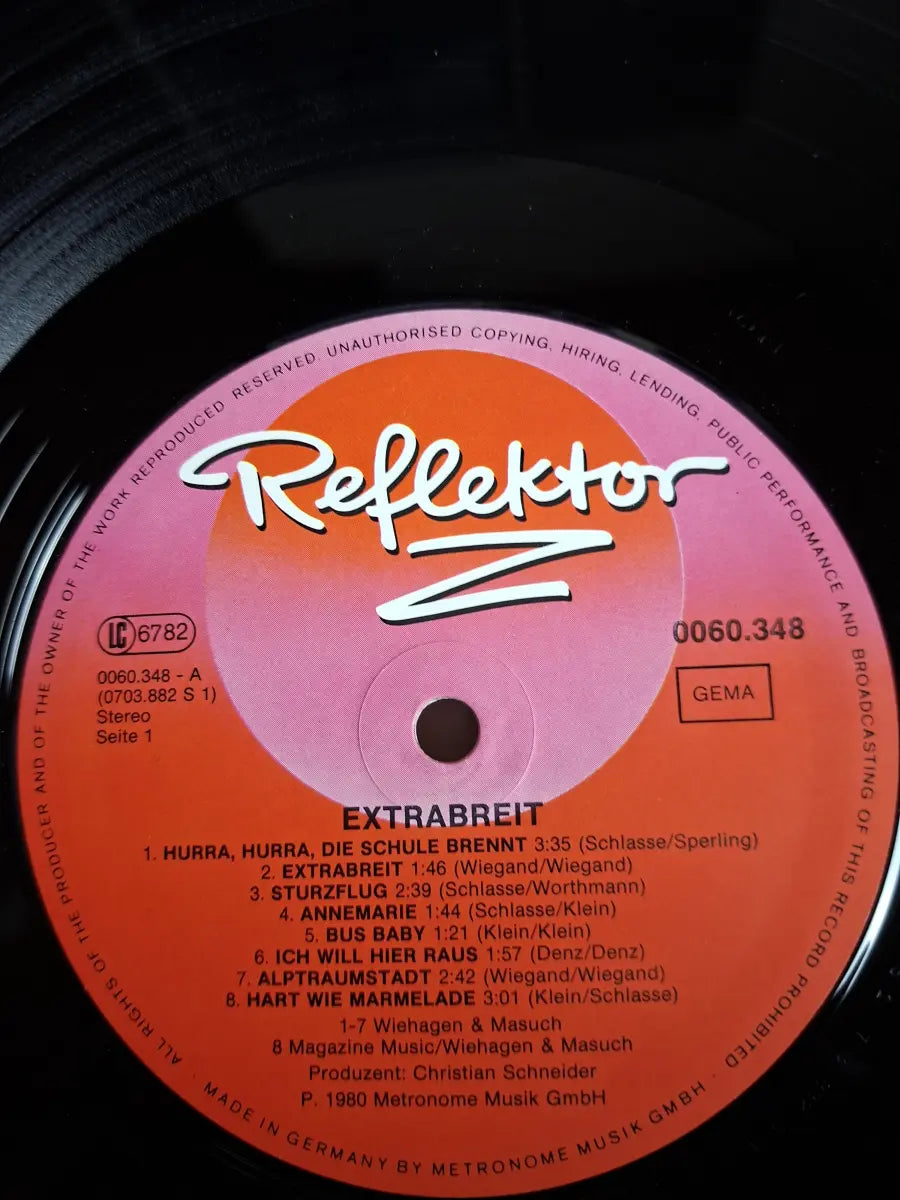 ALL RIGHTS OF THE PRODUCER AND OF THE OWNER OF THE WORK REPRODUCED RESERVED. UNAUTHORISED COPYING, HIRING, LENDING, PUBLIC PERFORMANCE AND BROADCASTING OF THIS RECORD PROHIBITED
Reflektor
Z
LC 6782
0060.348
0060.348 - A
(0703.882 S 1)
GEMA
Stereo
Seite 1
EXTRABREIT
1. HURRA, HURRA, DIE SCHULE BRENNT 3:35 (Schlasse/Sperling)
2. EXTRABREIT 1:46 (Wiegand/Wiegand)
3. STURZFLUG 2:39 (Schlasse/Worthmann)
4. ANNEMARIE 1:44 (Schlasse/Klein)
5. BUS BABY 1:21 (Klein/Klein)
6. ICH WILL HIER RAUS 1:57 (Denz/Denz)
7. ALPTRAUMSTADT 2:42 (Wiegand/Wiegand)
8. HART WIE MARMELADE 3:01 (Klein/Schlasse)
1-7 Wiehagen & Masuch
8 Magazine Music/Wiehagen & Masuch
Produzent: Christian Schneider
P. 1980 Metronome Musik GmbH
· MADE IN GERMANY BY METRONOME MUSIK GMBH ·